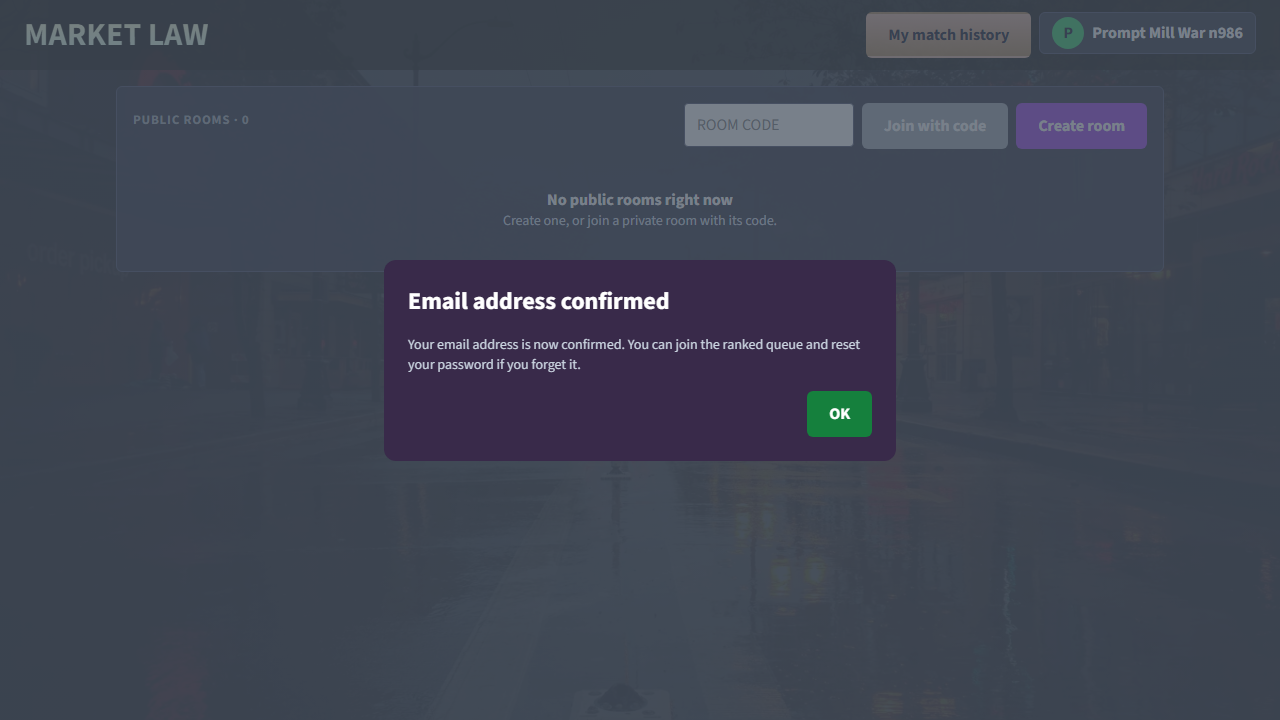 MARKET LAW
My match history
P
Prompt Mill War n986
PUBLIC ROOMS · 0
ROOM CODE
Join with code
Create room
No public rooms right now
Create one, or join a private room with its code.
Email address confirmed
Your email address is now confirmed. You can join the ranked queue and reset
your password if you forget it.
OK